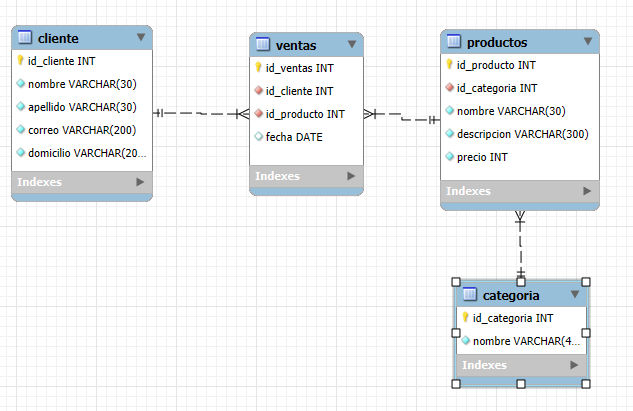 cliente
id_cliente INT
nombre VARCHAR(30)
apellido VARCHAR(30)
correo VARCHAR(200)
domicilio VARCHAR(20...
Indexes
ventas
id_ventas INT
id_cliente INT
id_producto INT
fecha DATE
Indexes
productos
id_producto INT
id_categoria INT
nombre VARCHAR(30)
descripcion VARCHAR(300)
precio INT
Indexes
categoria
id_categoria INT
nombre VARCHAR(4...
Indexes